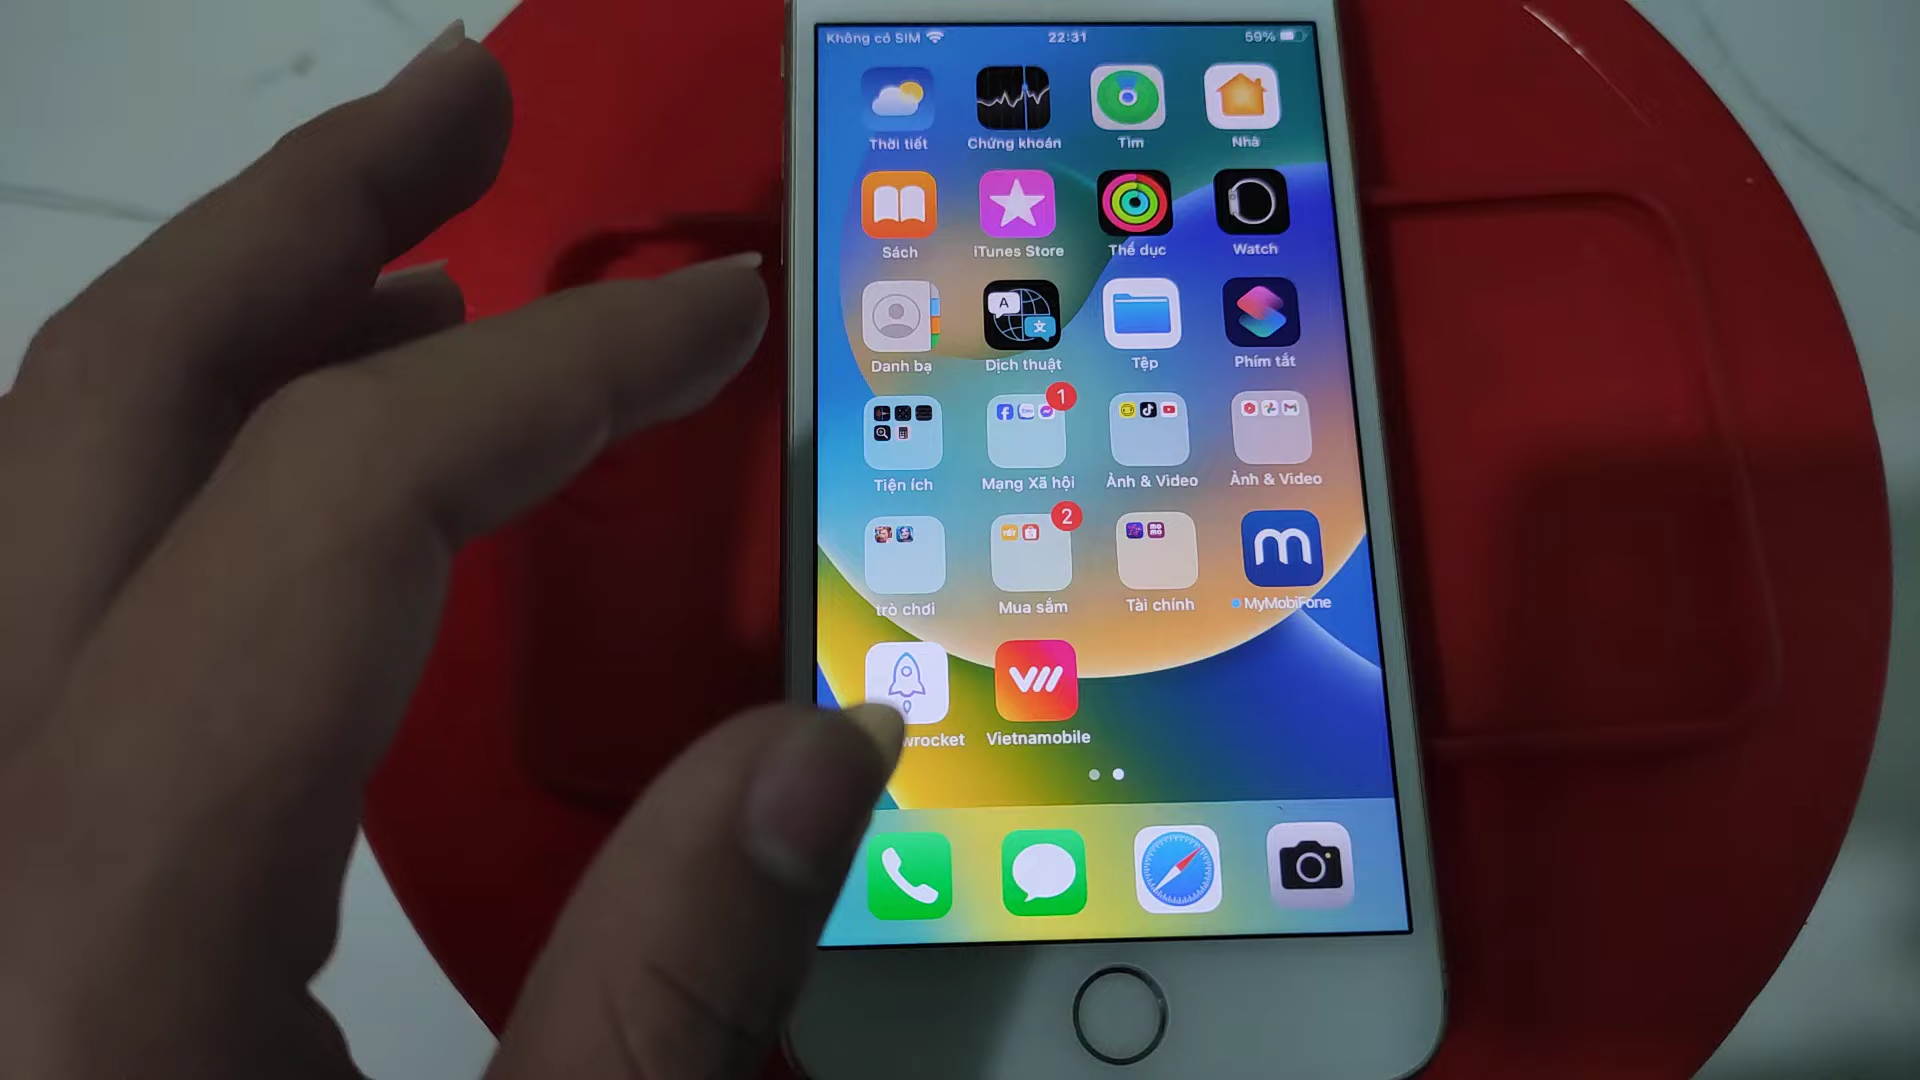 Không có SIM 22:31 59%
Thời tiết Chứng khoán Tìm Nhà
Sách iTunes Store Thể dục Watch
A 文
Danh bạ Dịch thuật Tệp Phím tắt
1
Tiện ích Mạng Xã hội Ảnh & Video Ảnh & Video
2
trò chơi Mua sắm Tài chính MyMobiFone
wrocket Vietnamobile